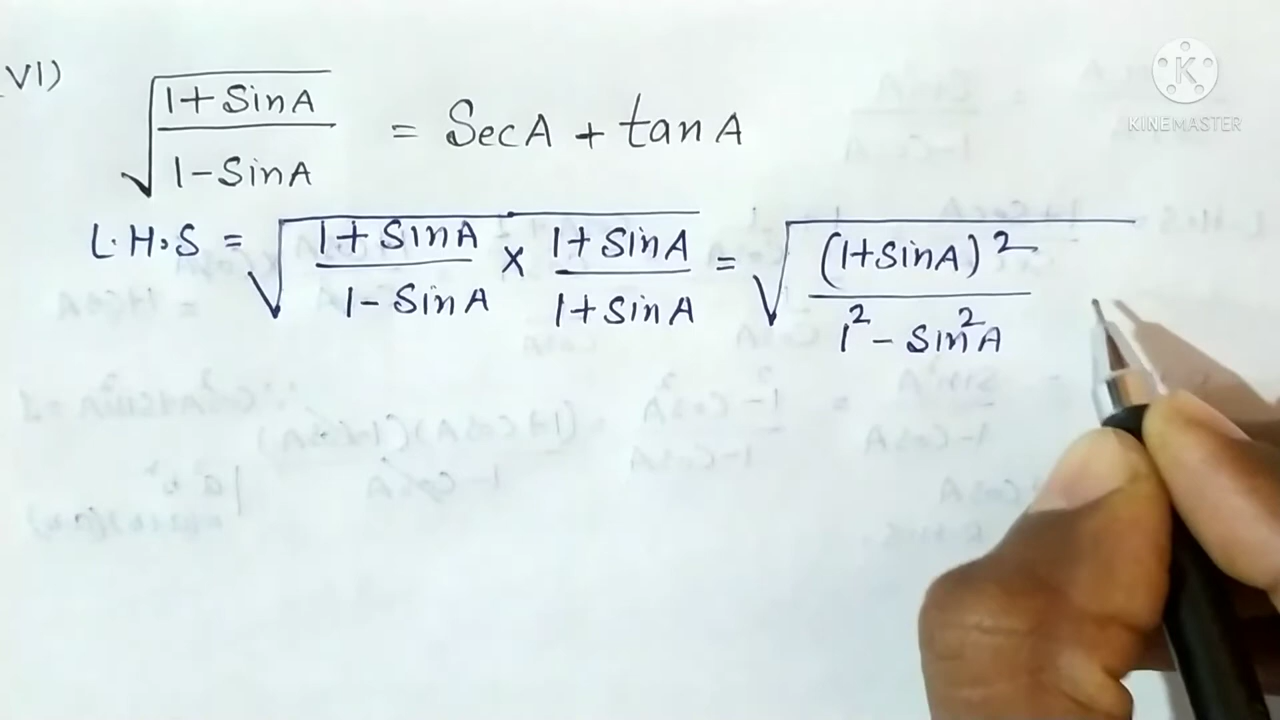 VI)
√(1+SinA / 1-SinA) = SecA + tanA
L.H.S = √(1+SinA / 1-SinA × 1+SinA / 1+SinA) = √((1+SinA)² / 1² - Sin²A)
KINEMASTER